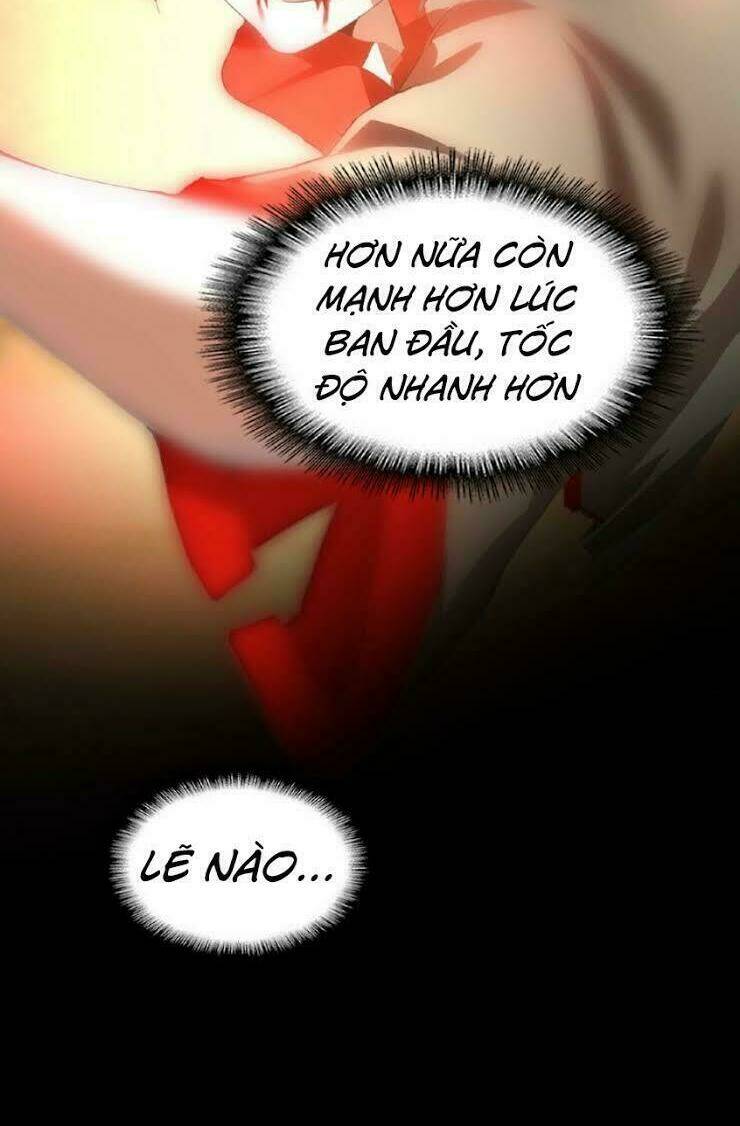 HƠN NỮA CÒN
MẠNH HƠN LÚC
BAN ĐẦU, TỐC
ĐỘ NHANH HƠN
LẼ NÀO...